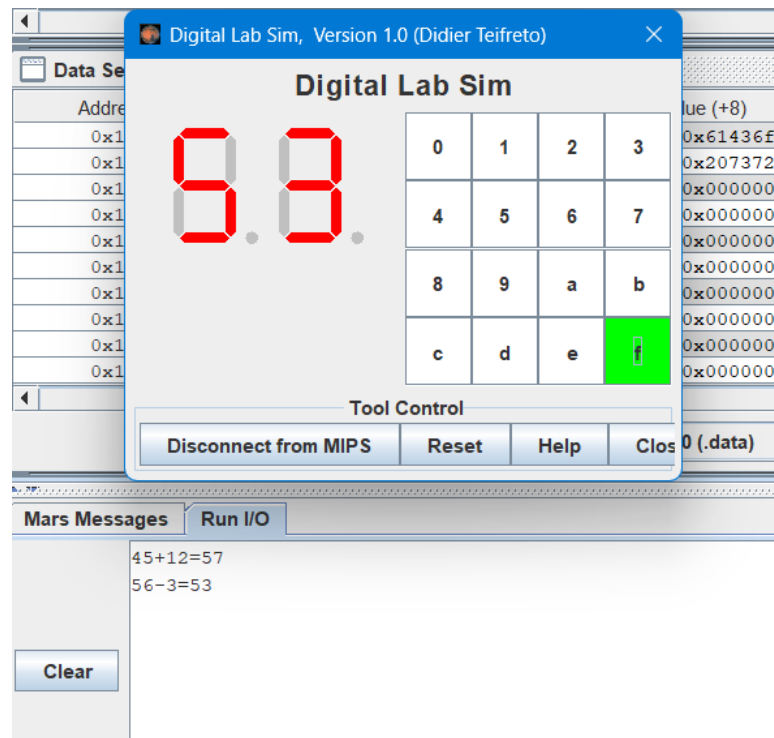 Digital Lab Sim, Version 1.0 (Didier Teifreto)
Digital Lab Sim
53
0 1 2 3
4 5 6 7
8 9 a b
c d e f
Tool Control
Disconnect from MIPS Reset Help Clos
Data Se
Addre lue (+8)
0x1 0x61436f
0x1 0x207372
0x1 0x000000
0x1 0x000000
0x1 0x000000
0x1 0x000000
0x1 0x000000
0x1 0x000000
0x1 0x000000
0x1 0x000000
0 (.data)
Mars Messages Run I/O
45+12=57
56-3=53
Clear